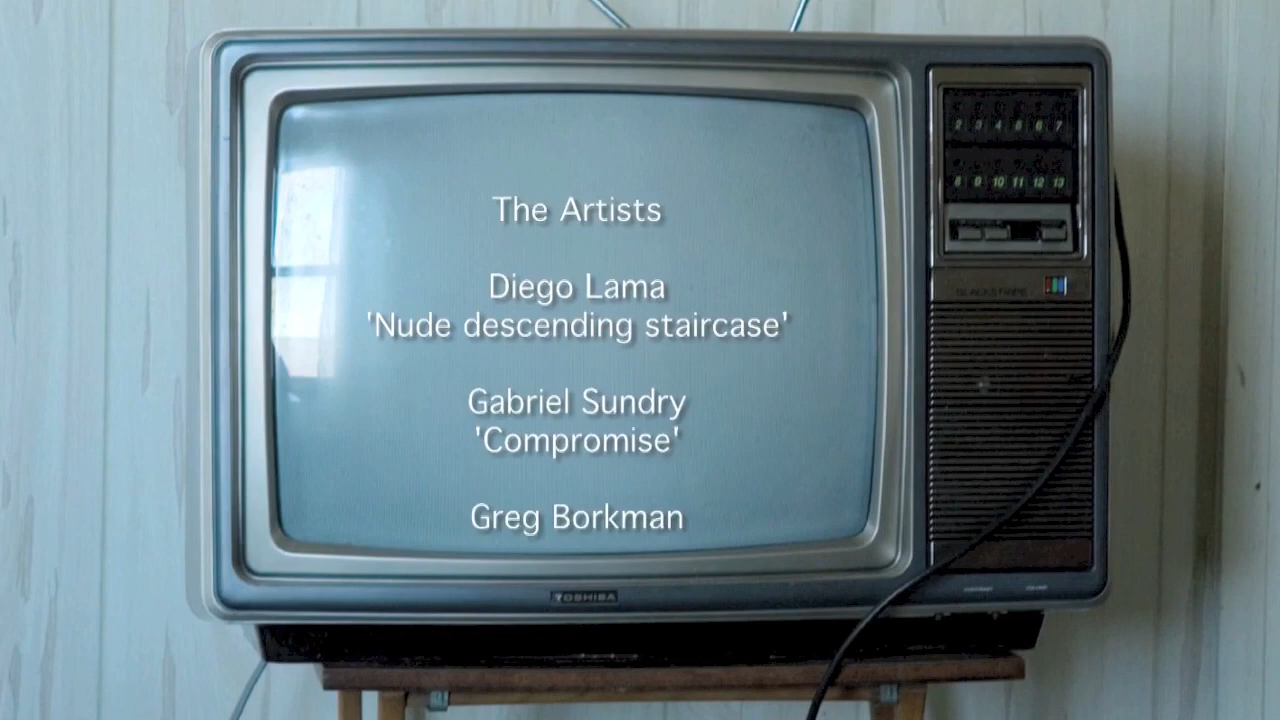 2 3 4 5 6 7
8 9 10 11 12 13
The Artists
Diego Lama
'Nude descending staircase'
Gabriel Sundry
'Compromise'
Greg Borkman
BLACKSTRIPE
TOSHIBA